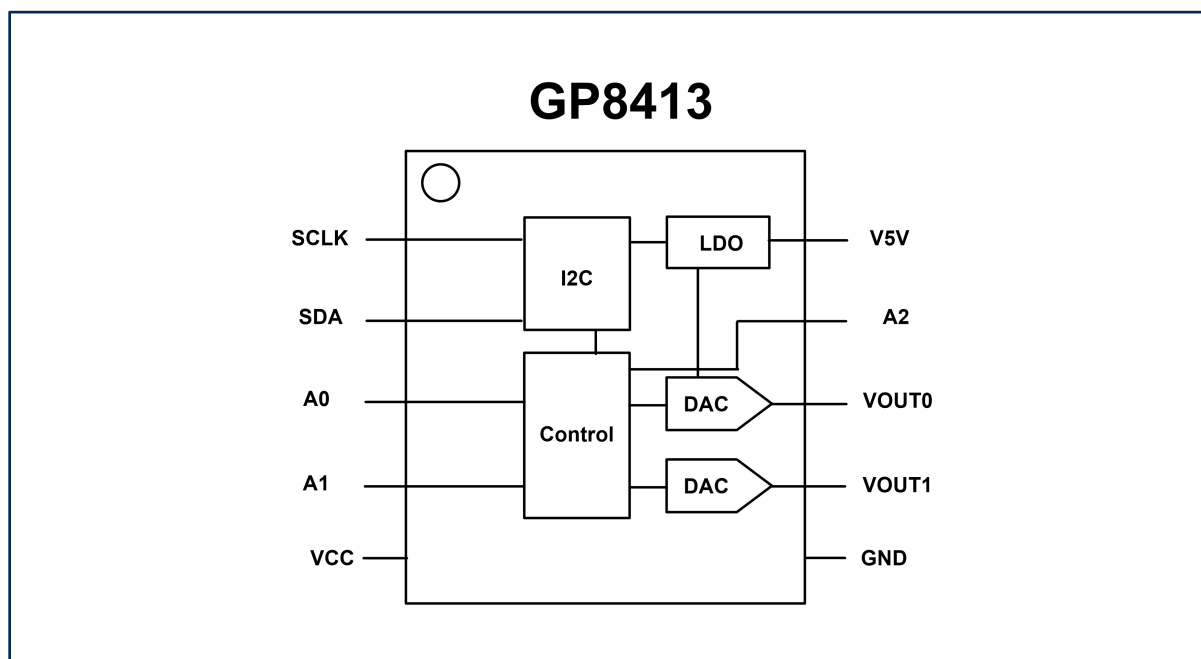 GP8413
SCLK
I2C
LDO
V5V
SDA
A2
A0
Control
DAC
VOUT0
A1
DAC
VOUT1
VCC
GND